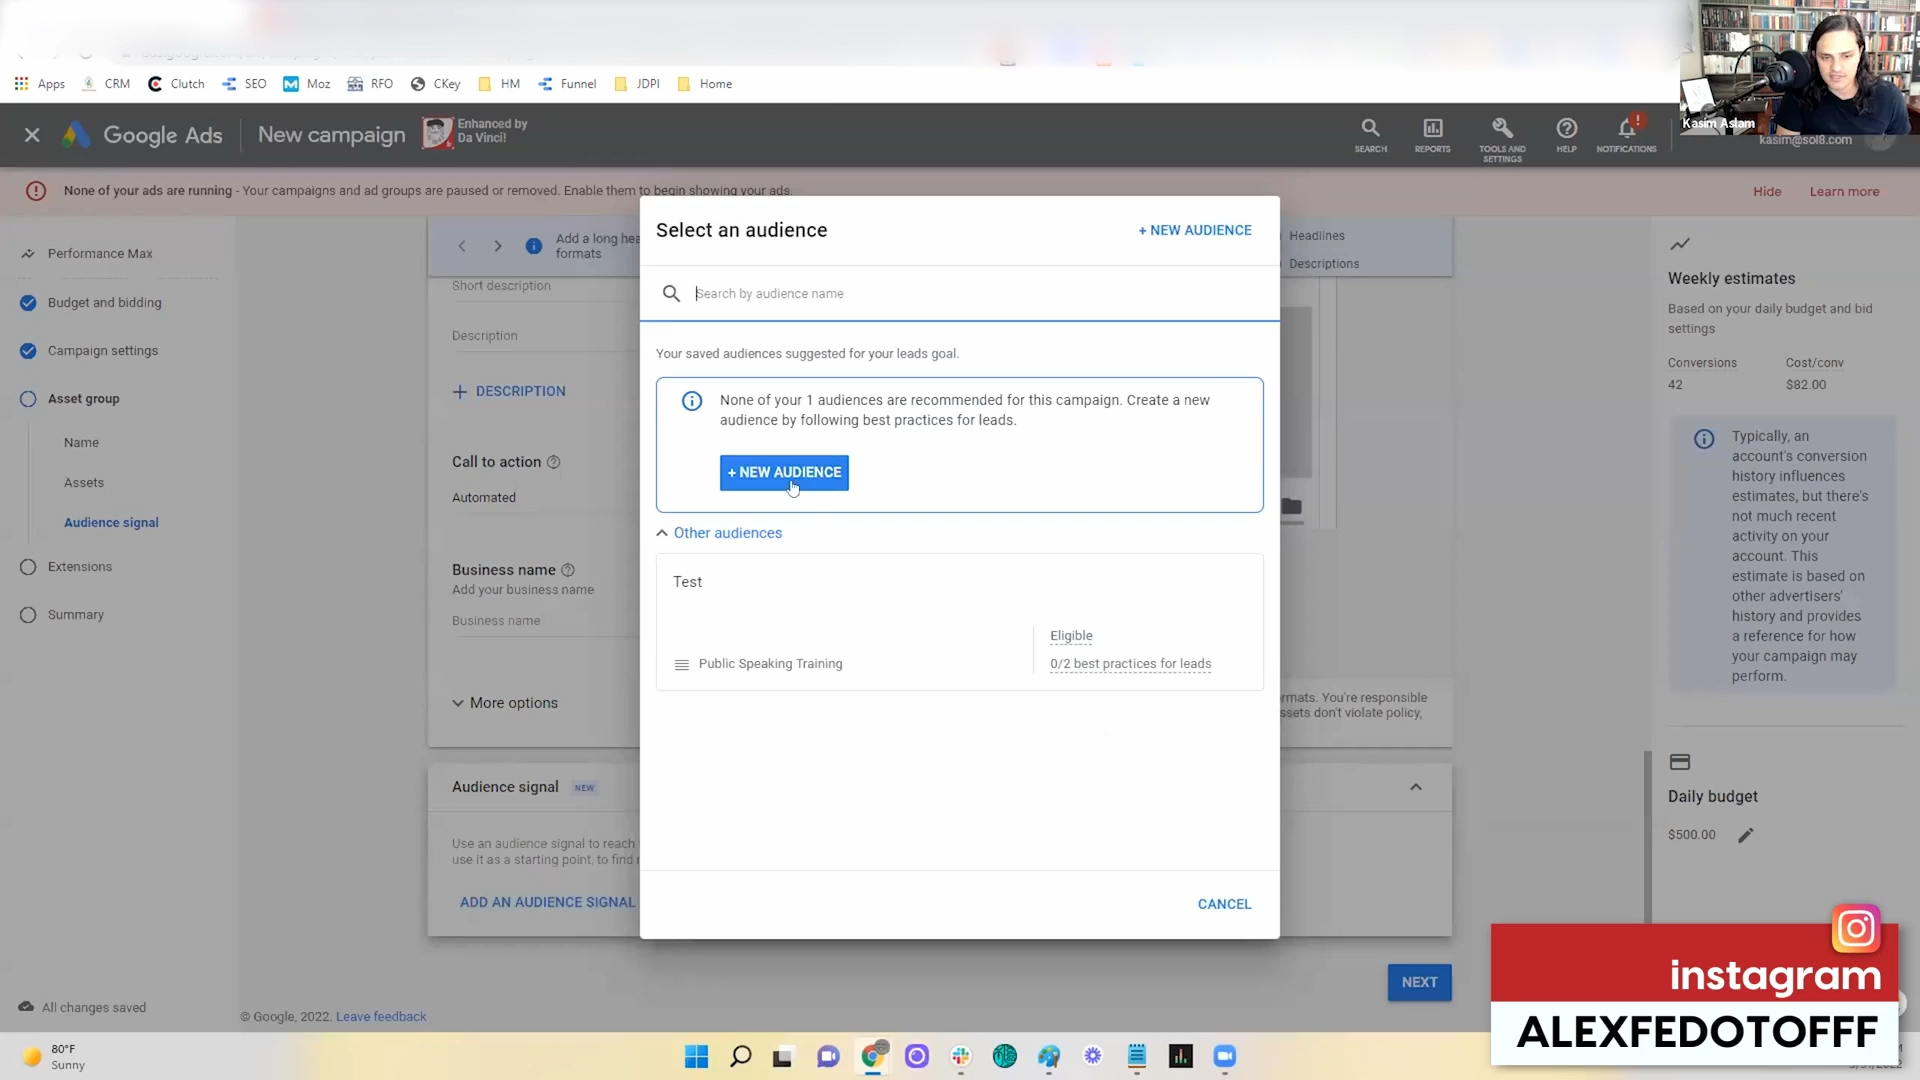 Apps
CRM
Clutch
SEO
Moz
RFO
CKey
HM
Funnel
JDPI
Home
Kasim Aslam
Google Ads
New campaign
Enhanced by
Da Vinci!
SEARCH
REPORTS
TOOLS AND
SETTINGS
HELP
NOTIFICATIONS
kasim@sol8.com
None of your ads are running - Your campaigns and ad groups are paused or removed. Enable them to begin showing your ads.
Hide
Learn more
Performance Max
Budget and bidding
Campaign settings
Asset group
Name
Assets
Audience signal
Extensions
Summary
All changes saved
Add a long hea
formats
Short description
Description
+ DESCRIPTION
Call to action
Automated
Business name
Add your business name
Business name
More options
Audience signal NEW
Use an audience signal to reach
use it as a starting point, to find
ADD AN AUDIENCE SIGNAL
© Google, 2022. Leave feedback
Select an audience
+ NEW AUDIENCE
Search by audience name
Your saved audiences suggested for your leads goal.
None of your 1 audiences are recommended for this campaign. Create a new
audience by following best practices for leads.
+ NEW AUDIENCE
Other audiences
Test
Public Speaking Training
Eligible
0/2 best practices for leads
CANCEL
Headlines
Descriptions
rmats. You're responsible
ssets don't violate policy,
NEXT
Weekly estimates
Based on your daily budget and bid
settings
Conversions
Cost/conv
42
$82.00
Typically, an
account's conversion
history influences
estimates, but there's
not much recent
activity on your
account. This
estimate is based on
other advertisers'
history and provides
a reference for how
your campaign may
perform.
Daily budget
$500.00
instagram
ALEXFEDOTOFFF
80°F
Sunny